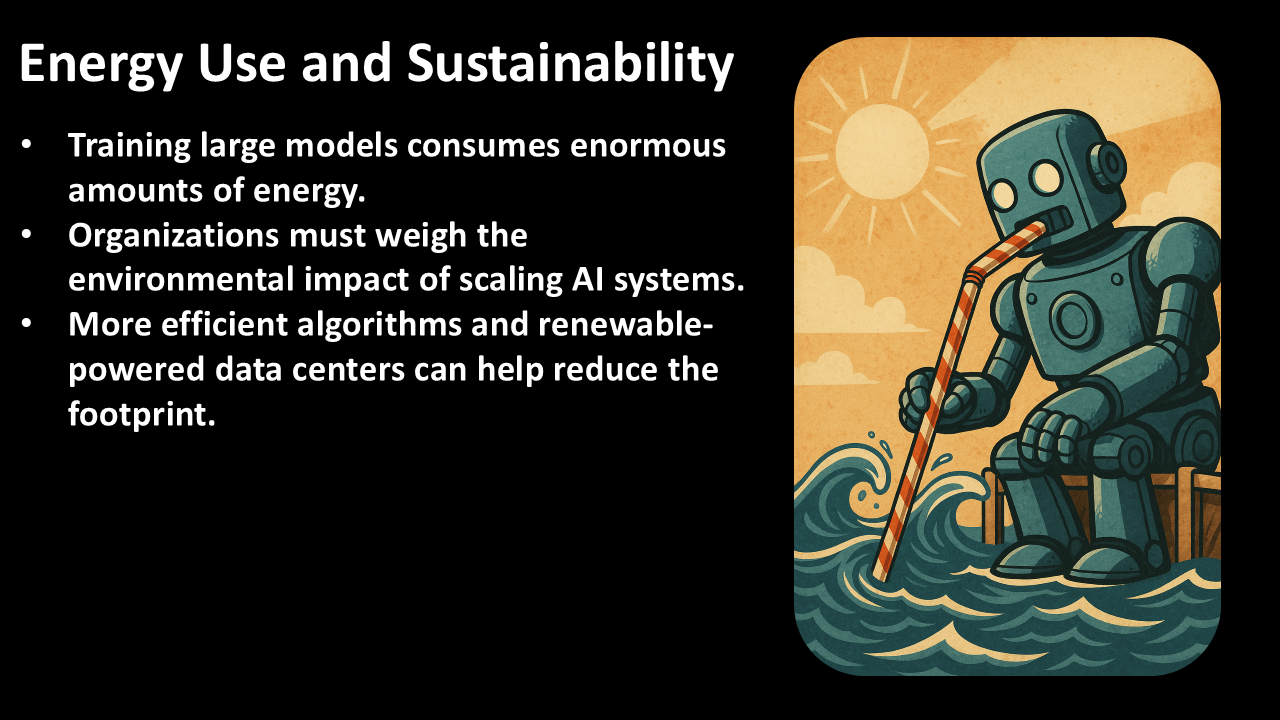 Energy Use and Sustainability
• Training large models consumes enormous
amounts of energy.
• Organizations must weigh the
environmental impact of scaling AI systems.
• More efficient algorithms and renewable-
powered data centers can help reduce the
footprint.